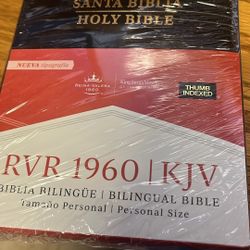 SANTA BIBLIA
HOLY BIBLE
NUEVA tipografía
REINA-VALERA
1960
THUMB
INDEXED
RVR 1960 | KJV
BIBLIA BILINGÜE | BILINGUAL BIBLE
Tamaño Personal | Personal Size